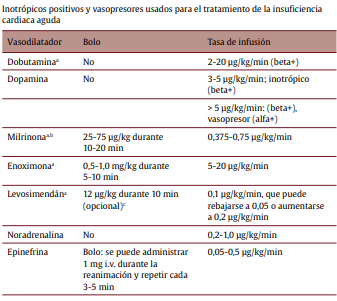 Inotrópicos positivos y vasopresores usados para el tratamiento de la insuficiencia
cardiaca aguda
Vasodilatador Bolo Tasa de infusión
Dobutaminaª No 2-20 µg/kg/min (beta+)
Dopamina No 3-5 µg/kg/min; inotrópico
(beta+)
> 5 µg/kg/min: (beta+),
vasopresor (alfa+)
Milrinonaª,ᵇ 25-75 µg/kg durante 0,375-0,75 µg/kg/min
10-20 min
Enoximonaª 0,5-1,0 mg/kg durante 5-20 µg/kg/min
5-10 min
Levosimendánª 12 µg/kg durante 10 min 0,1 µg/kg/min, que puede
(opcional)ᶜ rebajarse a 0,05 o aumentarse
a 0,2 µg/kg/min
Noradrenalina No 0,2-1,0 µg/kg/min
Epinefrina Bolo: se puede administrar 0,05-0,5 µg/kg/min
1 mg i.v. durante la
reanimación y repetir cada
3-5 min